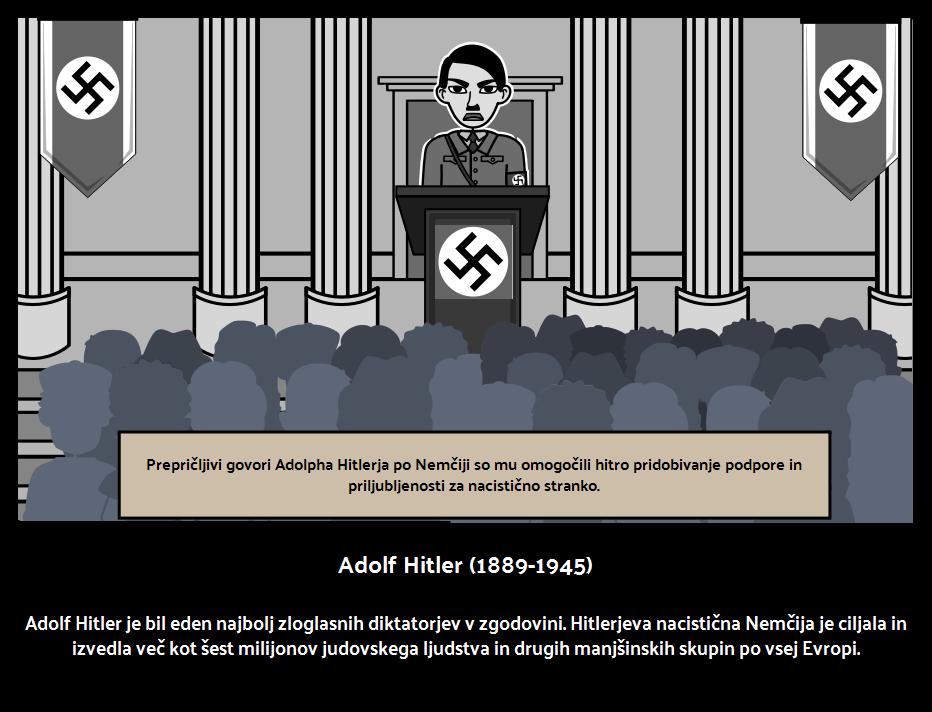 Prepričljivi govori Adolpha Hitlerja po Nemčiji so mu omogočili hitro pridobivanje podpore in
priljubljenosti za nacistično stranko.
Adolf Hitler (1889-1945)
Adolf Hitler je bil eden najbolj zloglasnih diktatorjev v zgodovini. Hitlerjeva nacistična Nemčija je ciljala in
izvedla več kot šest milijonov judovskega ljudstva in drugih manjšinskih skupin po vsej Evropi.